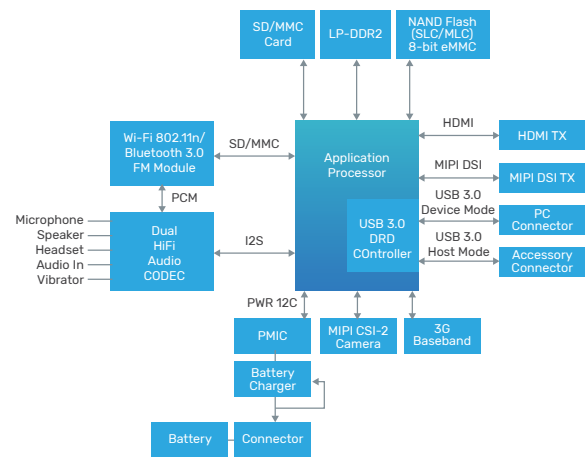 SD/MMC
Card
LP-DDR2
NAND Flash
(SLC/MLC)
8-bit eMMC
Wi-Fi 802.11n/
Bluetooth 3.0
FM Module
SD/MMC
Application
Processor
HDMI
HDMI TX
MIPI DSI
MIPI DSI TX
PCM
USB 3.0
Device Mode
PC
Connector
Microphone
Speaker
Headset
Audio In
Vibrator
Dual
HiFi
Audio
CODEC
I2S
USB 3.0
DRD
COntroller
USB 3.0
Host Mode
Accessory
Connector
PWR 12C
PMIC
MIPI CSI-2
Camera
3G
Baseband
Battery
Charger
Battery
Connector